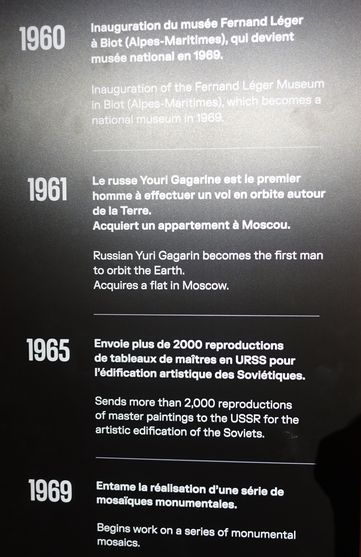 1960
Inauguration du musée Fernand Léger
à Biot (Alpes-Maritimes), qui devient
musée national en 1969.
Inauguration of the Fernand Léger Museum
in Biot (Alpes-Maritimes), which becomes a
national museum in 1969.
1961
Le russe Youri Gagarine est le premier
homme à effectuer un vol en orbite autour
de la Terre.
Acquiert un appartement à Moscou.
Russian Yuri Gagarin becomes the first man
to orbit the Earth.
Acquires a flat in Moscow.
1965
Envoie plus de 2000 reproductions
de tableaux de maîtres en URSS pour
l'édification artistique des Soviétiques.
Sends more than 2,000 reproductions
of master paintings to the USSR for the
artistic edification of the Soviets.
1969
Entame la réalisation d'une série de
mosaïques monumentales.
Begins work on a series of monumental
mosaics.